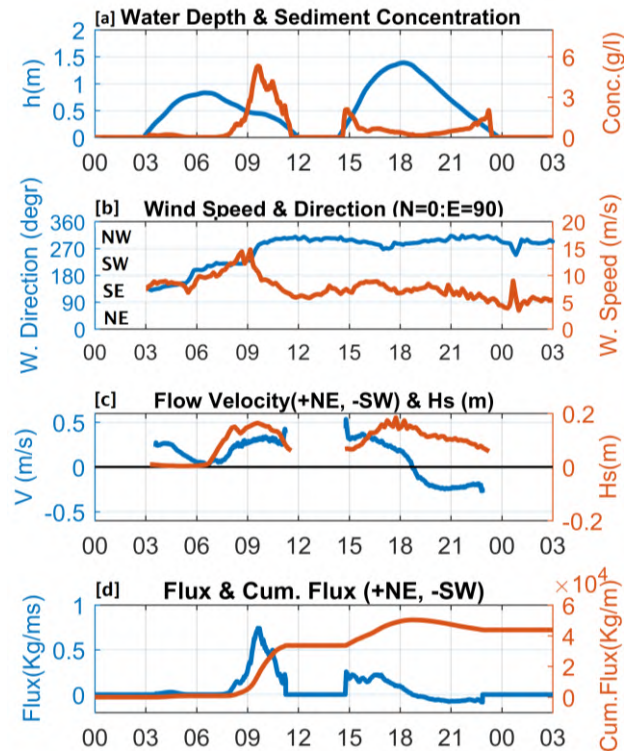 [a] Water Depth & Sediment Concentration
2
1.5
1
0.5
0
h(m)
6
3
0
Conc.(g/l)
00 03 06 09 12 15 18 21 00 03
[b] Wind Speed & Direction (N=0:E=90)
360
270
180
90
0
W. Direction (degr)
NW
SW
SE
NE
20
15
10
5
0
W. Speed (m/s)
00 03 06 09 12 15 18 21 00 03
[c] Flow Velocity(+NE, -SW) & Hs (m)
0.5
0
-0.5
V (m/s)
0.2
0
-0.2
Hs(m)
00 03 06 09 12 15 18 21 00 03
[d] Flux & Cum. Flux (+NE, -SW)
×10⁴
1
0.5
0
Flux(Kg/ms)
6
4
2
0
Cum.Flux(Kg/m)
00 03 06 09 12 15 18 21 00 03